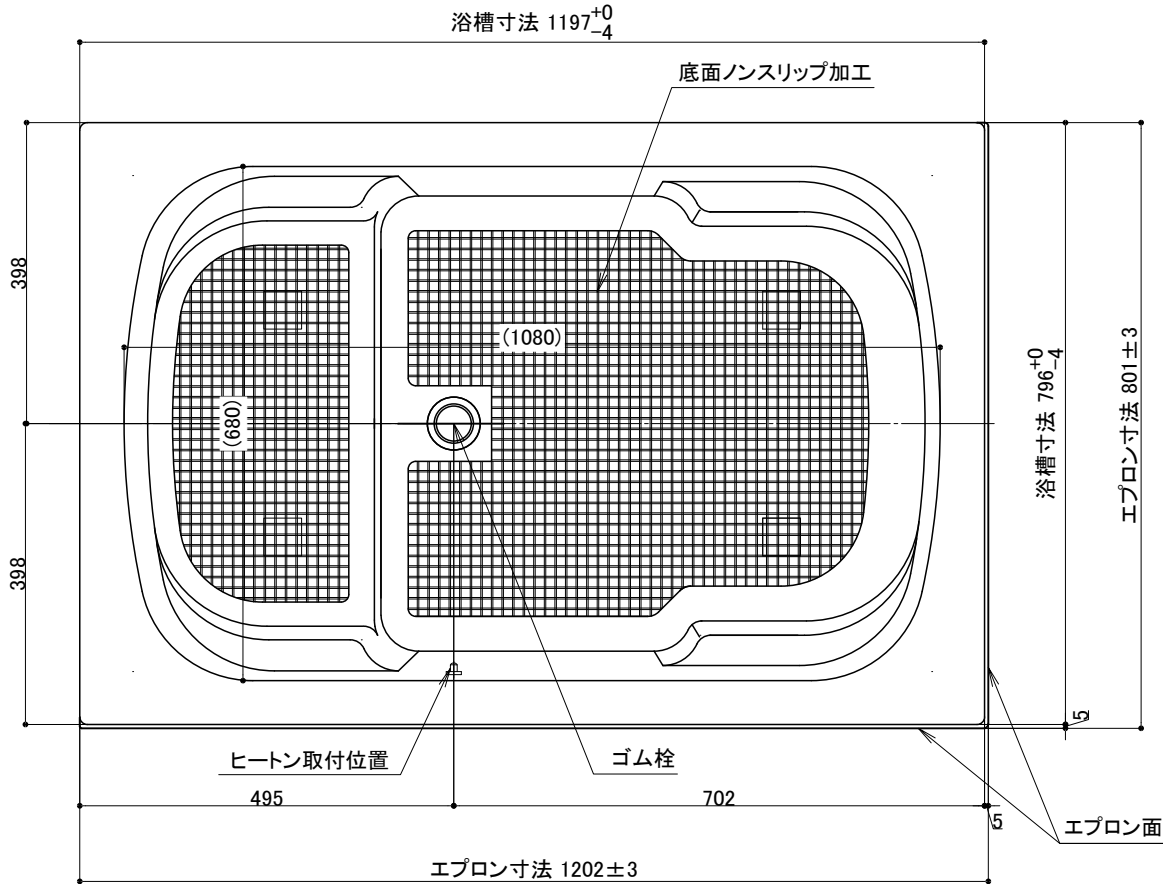 浴槽寸法 1197 +0 -4
底面ノンスリップ加工
398
(1080)
(680)
浴槽寸法 796 +0 -4
エプロン寸法 801±3
398
5
ヒートン取付位置
ゴム栓
495
702
5
エプロン面
エプロン寸法 1202±3